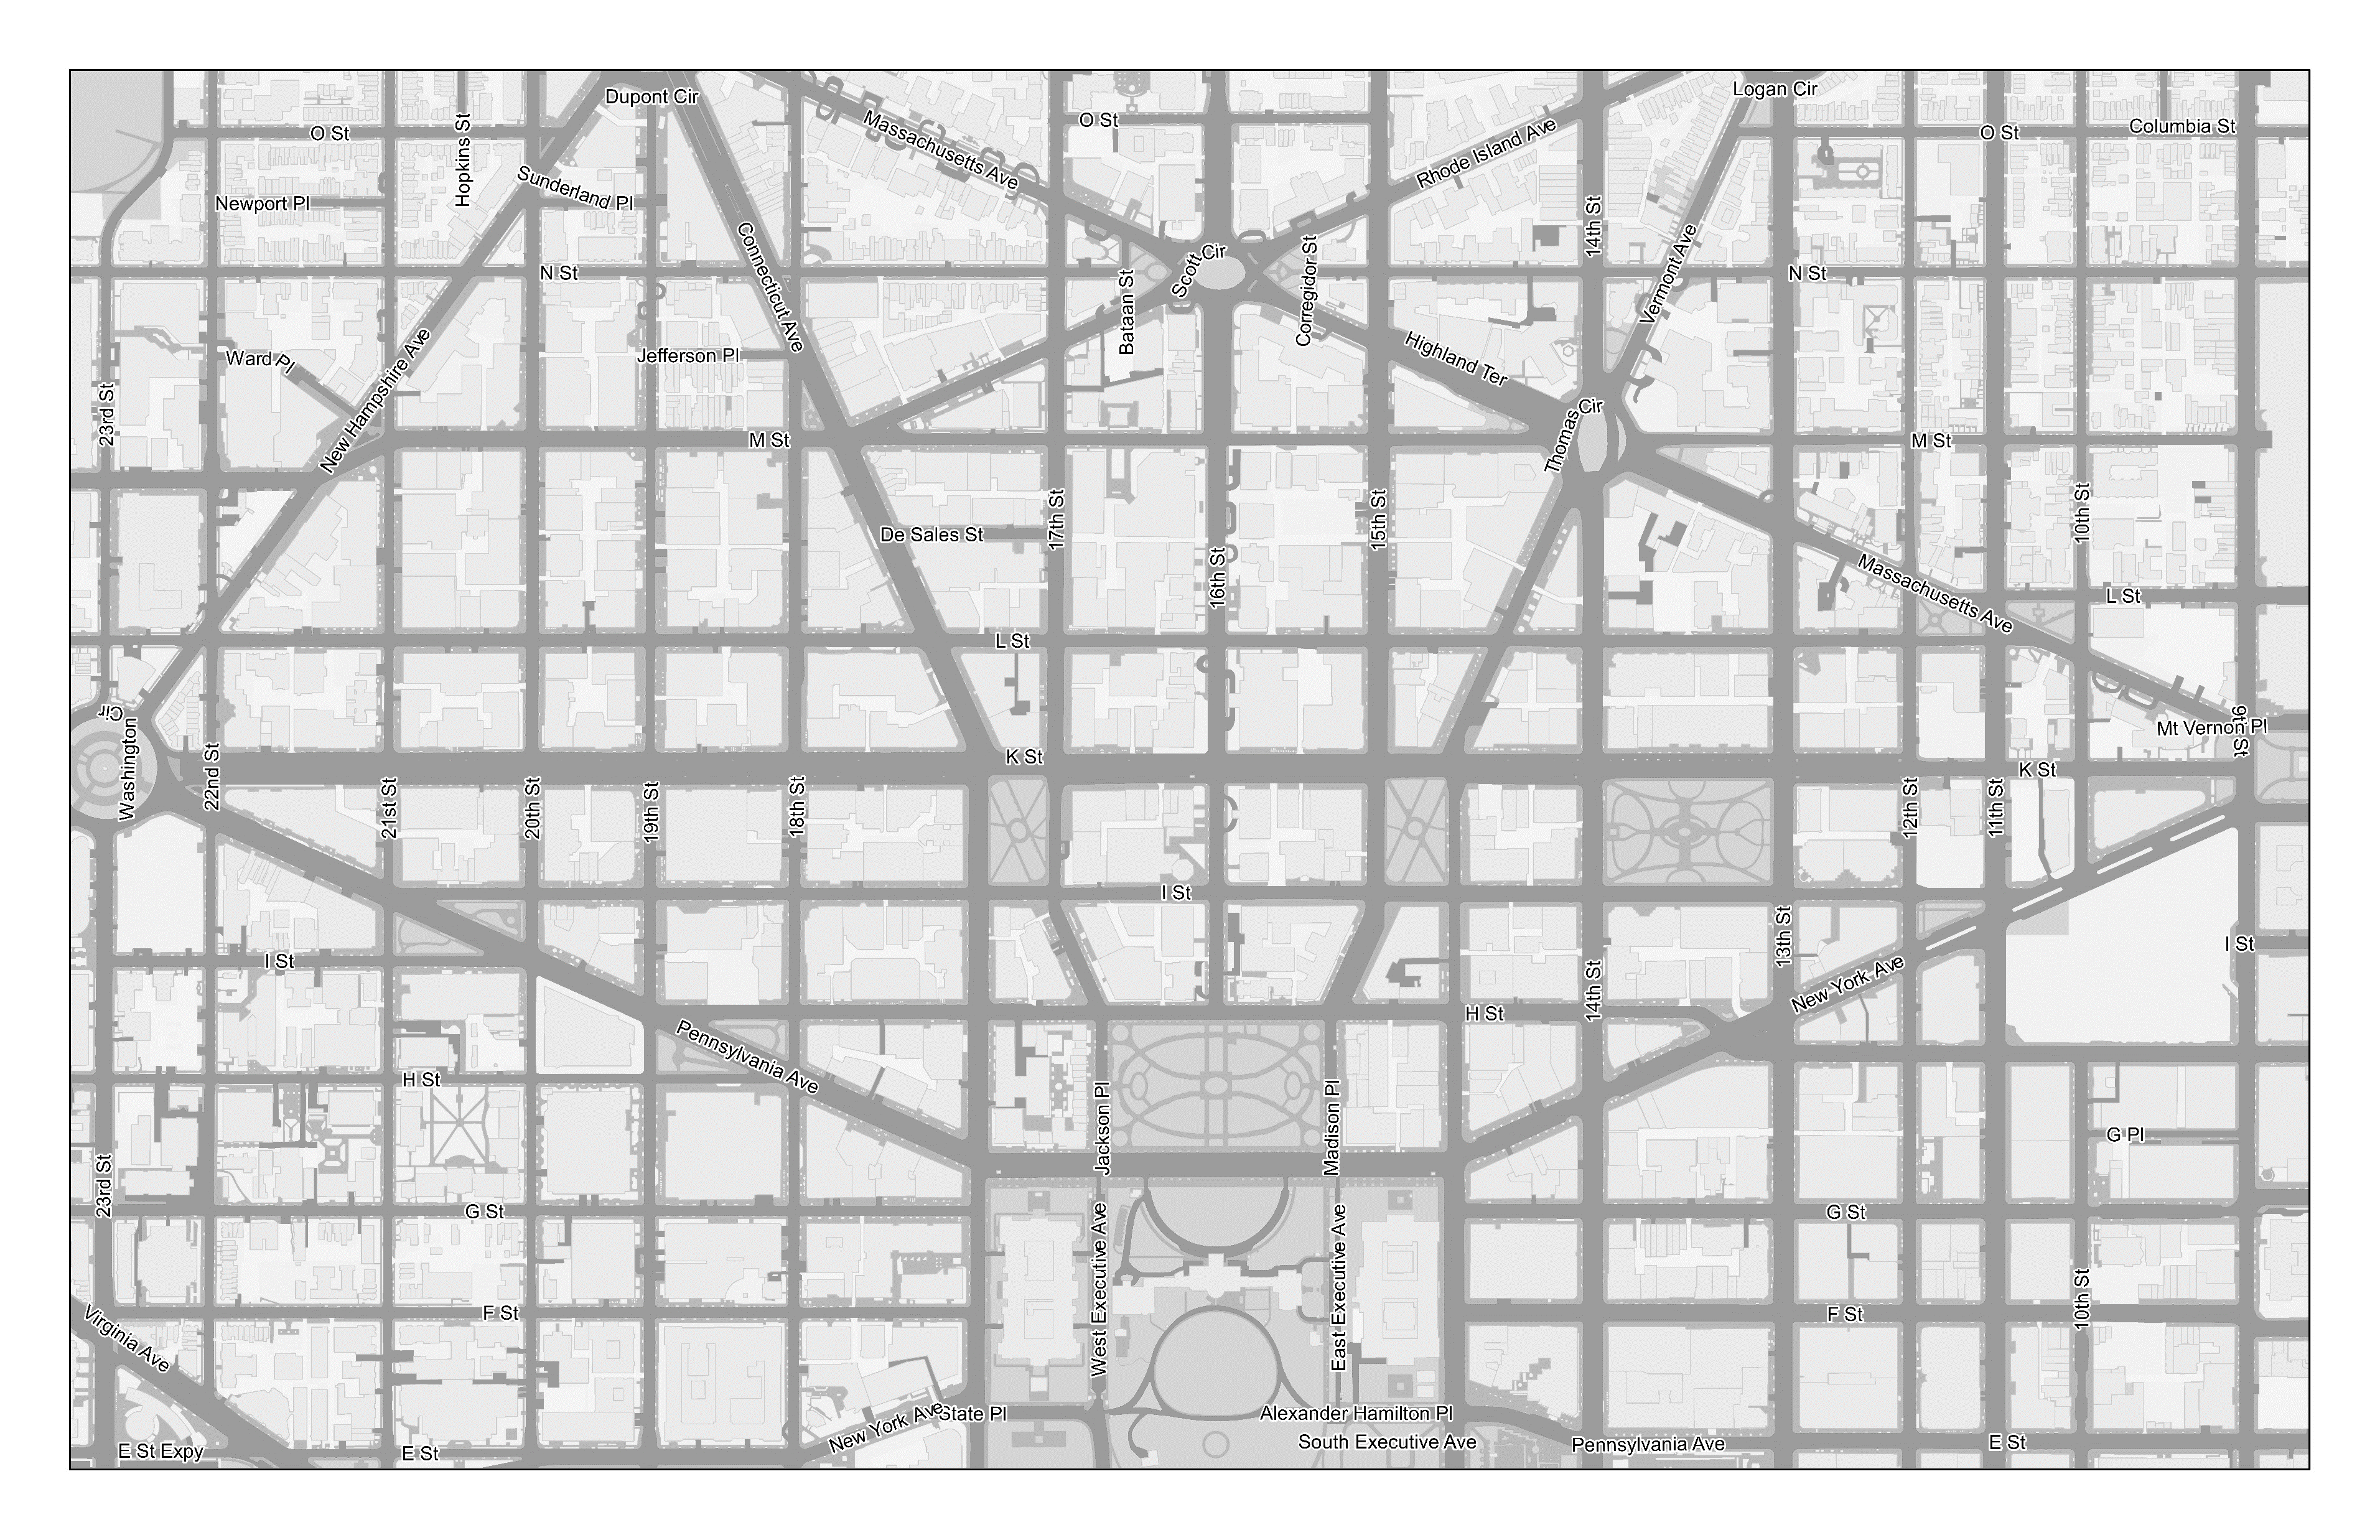 Dupont Cir
Logan Cir
O St
Hopkins St
Massachusetts Ave
O St
Rhode Island Ave
O St
Columbia St
Newport Pl
Sunderland Pl
Connecticut Ave
14th St
Vermont Ave
N St
Scott Cir
Bataan St
Corregidor St
N St
Ward Pl
New Hampshire Ave
Jefferson Pl
Highland Ter
23rd St
M St
Thomas Cir
M St
De Sales St
17th St
16th St
15th St
10th St
Massachusetts Ave
L St
L St
Washington Cir
22nd St
K St
Mt Vernon Pl
9th St
K St
21st St
20th St
19th St
18th St
12th St
11th St
I St
13th St
I St
I St
14th St
New York Ave
H St
Pennsylvania Ave
H St
Jackson Pl
Madison Pl
G Pl
23rd St
G St
West Executive Ave
East Executive Ave
G St
Virginia Ave
F St
F St
10th St
New York Ave
State Pl
Alexander Hamilton Pl
South Executive Ave
Pennsylvania Ave
E St
E St Expy
E St